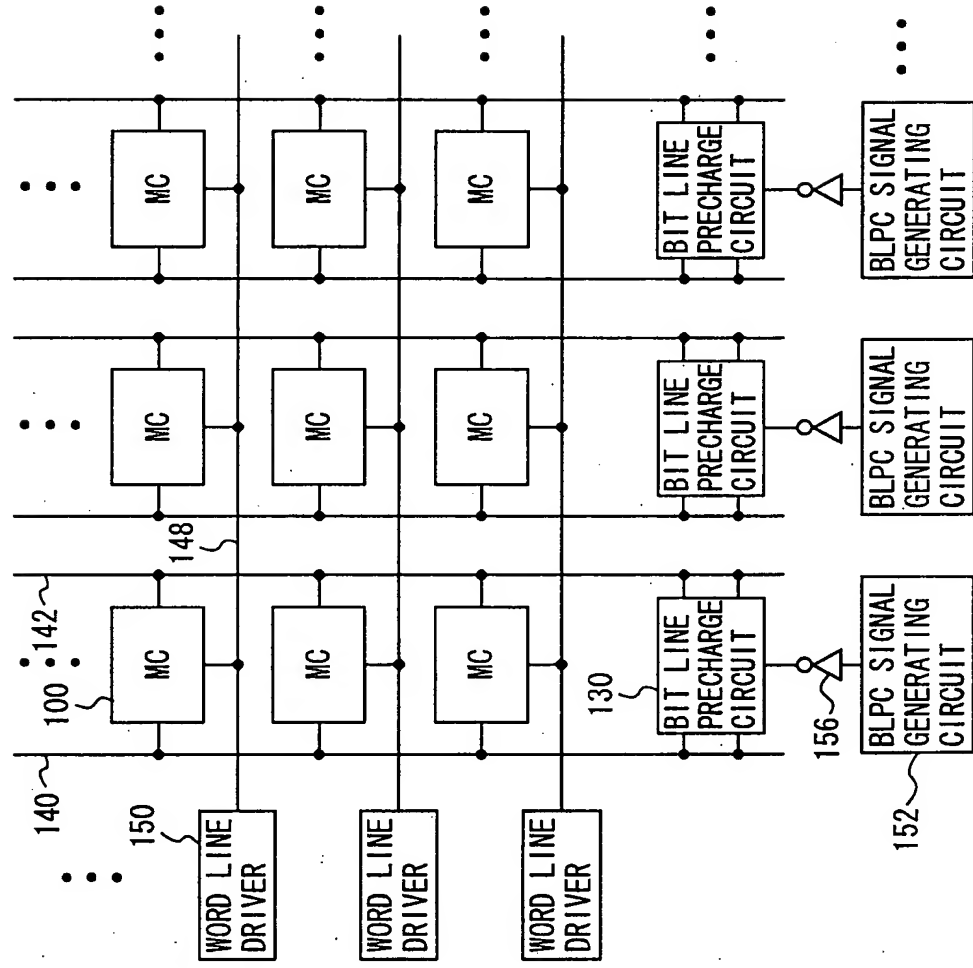 140
142
100
150
148
WORD LINE
DRIVER
MC
MC
MC
WORD LINE
DRIVER
MC
MC
MC
WORD LINE
DRIVER
MC
MC
MC
130
BIT LINE
PRECHARGE
CIRCUIT
BIT LINE
PRECHARGE
CIRCUIT
BIT LINE
PRECHARGE
CIRCUIT
156
BLPC SIGNAL
GENERATING
CIRCUIT
BLPC SIGNAL
GENERATING
CIRCUIT
BLPC SIGNAL
GENERATING
CIRCUIT
152